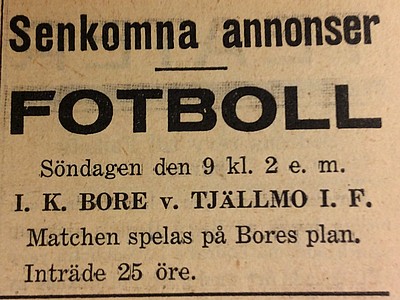 Senkomna annonser
FOTBOLL
Söndagen den 9 kl. 2 e. m.
I. K. BORE v. TJÄLLMO I. F.
Matchen spelas på Bores plan.
Inträde 25 öre.